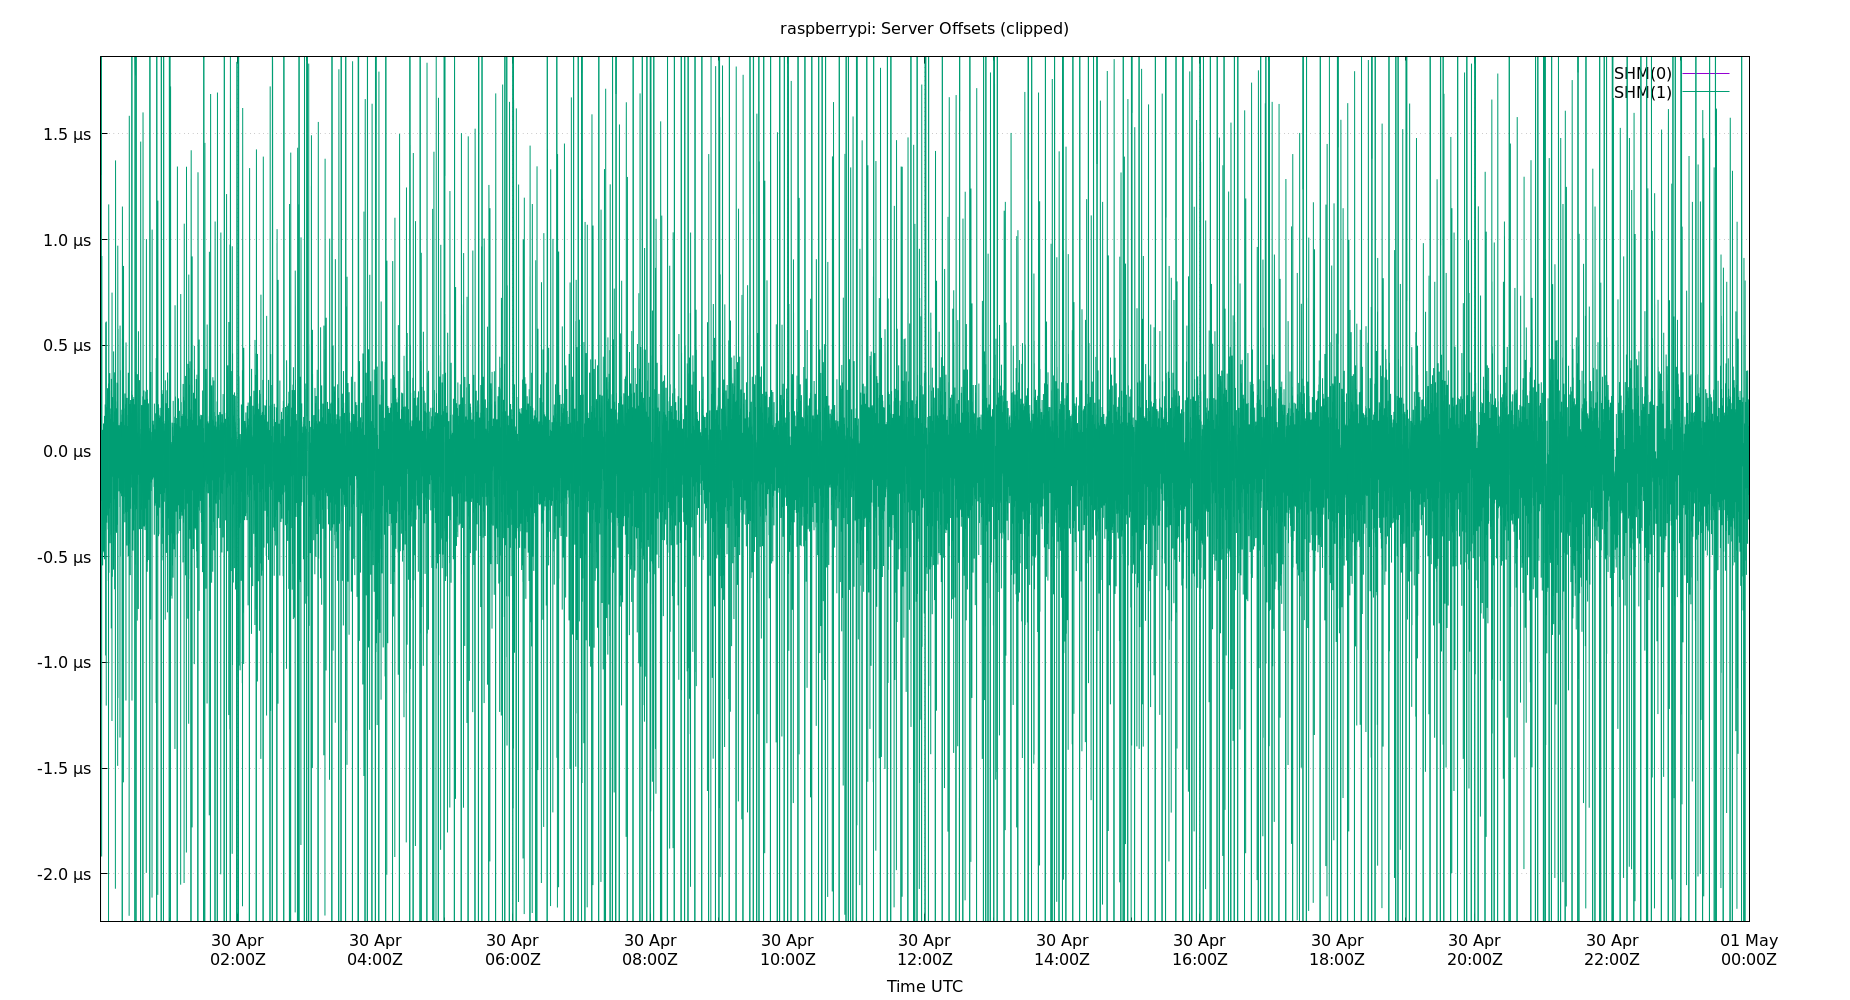 raspberrypi: Server Offsets (clipped)
SHM(0)
SHM(1)
1.5 µs
1.0 µs
0.5 µs
0.0 µs
-0.5 µs
-1.0 µs
-1.5 µs
-2.0 µs
30 Apr 30 Apr 30 Apr 30 Apr 30 Apr 30 Apr 30 Apr 30 Apr 30 Apr 30 Apr 30 Apr 01 May
02:00Z 04:00Z 06:00Z 08:00Z 10:00Z 12:00Z 14:00Z 16:00Z 18:00Z 20:00Z 22:00Z 00:00Z
Time UTC